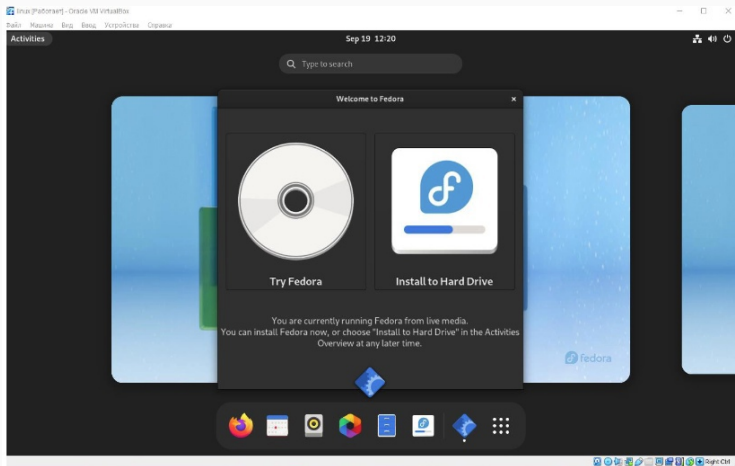 linus [Работает] - Oracle VM VirtualBox
Файл Машина Вид Ввод Устройства Справка
Activities
Sep 19 12:20
Type to search
Welcome to Fedora
Try Fedora
Install to Hard Drive
You are currently running Fedora from live media.
You can install Fedora now, or choose "Install to Hard Drive" in the Activities
Overview at any later time.
fedora
Right Ctrl